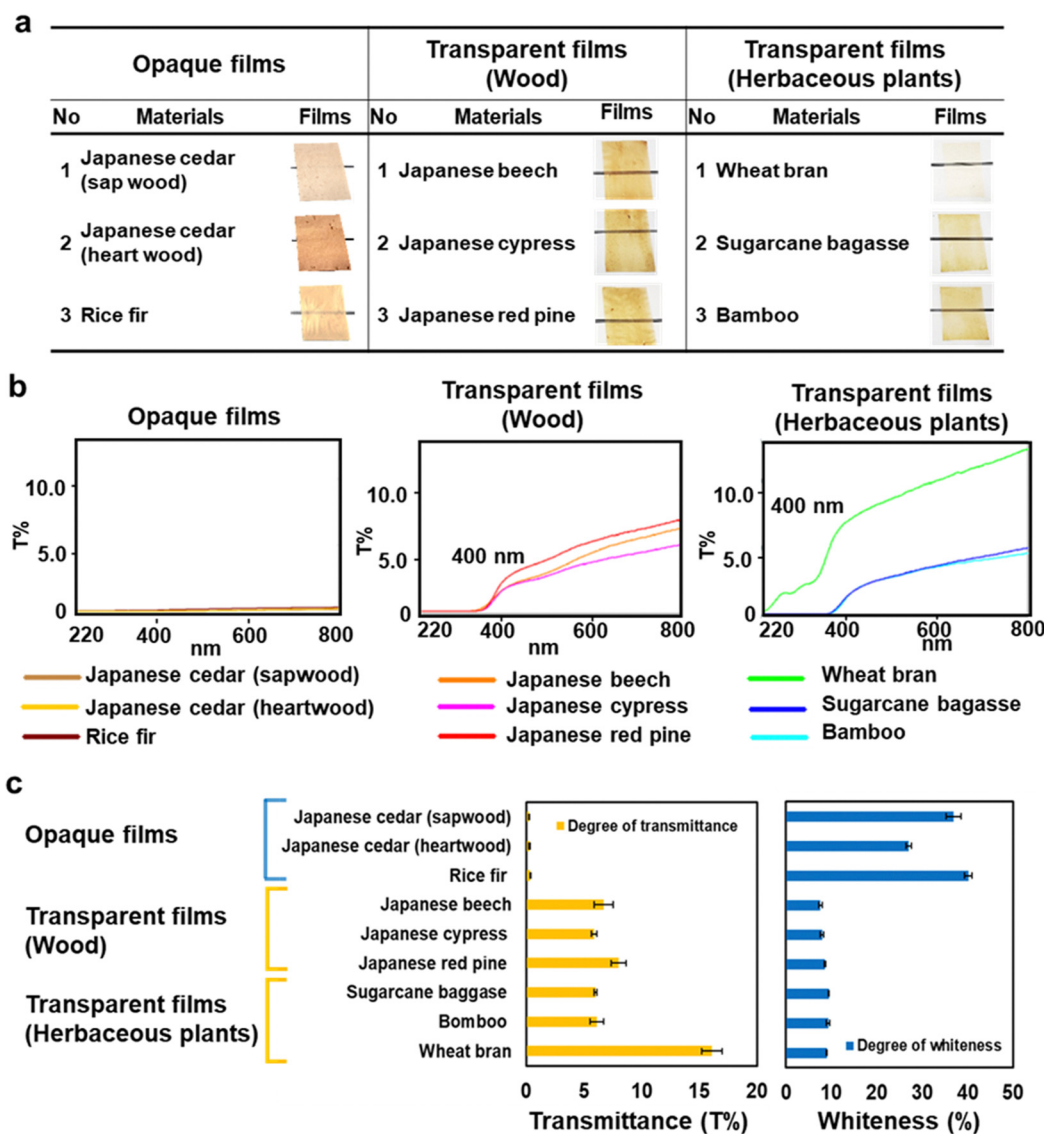 a
Opaque films
Transparent films
(Wood)
Transparent films
(Herbaceous plants)
No Materials Films
No Materials Films
No Materials Films
1 Japanese cedar
(sap wood)
1 Japanese beech
1 Wheat bran
2 Japanese cedar
(heart wood)
2 Japanese cypress
2 Sugarcane bagasse
3 Rice fir
3 Japanese red pine
3 Bamboo
b
Opaque films
T%
10.0
5.0
0
220 400 600 800
nm
Japanese cedar (sapwood)
Japanese cedar (heartwood)
Rice fir
Transparent films
(Wood)
T%
10.0
5.0
0
400 nm
220 400 600 800
nm
Japanese beech
Japanese cypress
Japanese red pine
Transparent films
(Herbaceous plants)
T%
10.0
5.0
0
400 nm
220 400 600 800
nm
Wheat bran
Sugarcane bagasse
Bamboo
c
Opaque films
Transparent films
(Wood)
Transparent films
(Herbaceous plants)
Japanese cedar (sapwood)
Japanese cedar (heartwood)
Rice fir
Japanese beech
Japanese cypress
Japanese red pine
Sugarcane baggase
Bomboo
Wheat bran
Degree of transmittance
0 5 10 15 20
Transmittance (T%)
Degree of whiteness
0 10 20 30 40 50
Whiteness (%)